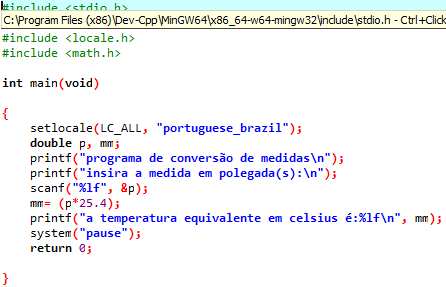 #include <stdio.h>
C:\Program Files (x86)\Dev-Cpp\MinGW64\x86_64-w64-mingw32\include\stdio.h - Ctrl+Click
#include <locale.h>
#include <math.h>
int main(void)
{
setlocale(LC_ALL, "portuguese_brazil");
double p, mm;
printf("programa de conversão de medidas\n");
printf("insira a medida em polegada(s):\n");
scanf("%lf", &p);
mm= (p*25.4);
printf("a temperatura equivalente em celsius é:%lf\n", mm);
system("pause");
return 0;
}